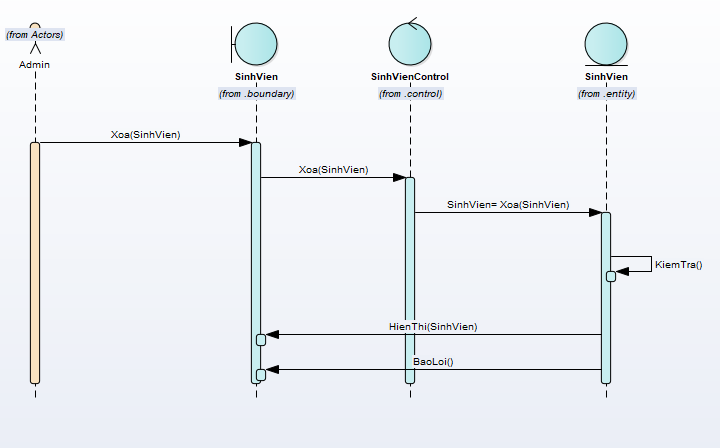 (from Actors)
Admin
SinhVien
(from .boundary)
SinhVienControl
(from .control)
SinhVien
(from .entity)
Xoa(SinhVien)
Xoa(SinhVien)
SinhVien= Xoa(SinhVien)
KiemTra()
HienThi(SinhVien)
BaoLoi()